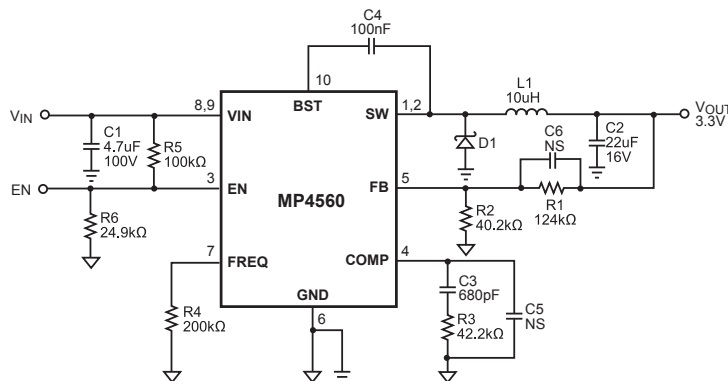 C4
100nF
10
BST
8,9
VIN
1,2
SW
L1
10uH
VIN
VOUT
3.3V
C1
4.7uF
100V
R5
100kΩ
D1
C6
NS
C2
22uF
16V
EN
3
EN
MP4560
FB
5
R1
124kΩ
R2
40.2kΩ
R6
24.9kΩ
7
FREQ
COMP
4
GND
6
R4
200kΩ
C3
680pF
R3
42.2kΩ
C5
NS